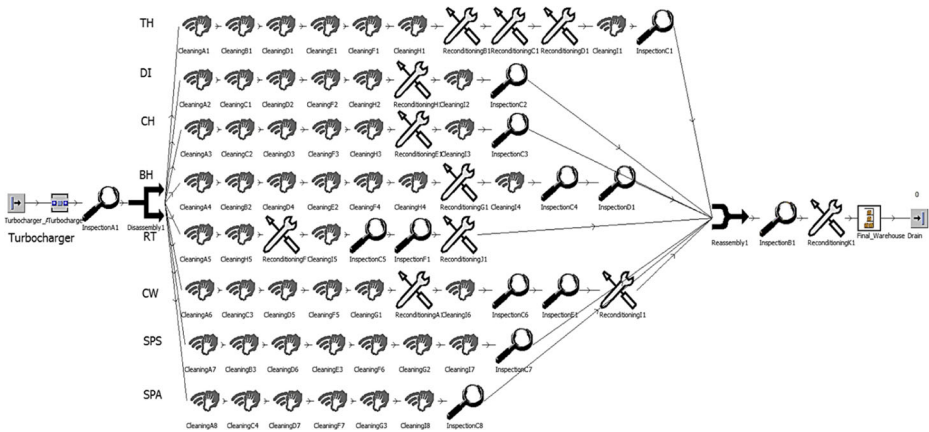 TH
CleaningA1 CleaningB1 CleaningD1 CleaningE1 CleaningF1 CleaningH1 ReconditioningB1 ReconditioningC1 ReconditioningD1 CleaningI1 InspectionC1
DI
CleaningA2 CleaningC1 CleaningD2 CleaningF2 CleaningH2 ReconditioningH CleaningI2 InspectionC2
CH
CleaningA3 CleaningC2 CleaningD3 CleaningF3 CleaningH3 ReconditioningE1 CleaningI3 InspectionC3
BH
CleaningA4 CleaningB2 CleaningD4 CleaningE2 CleaningF4 CleaningH4 ReconditioningG1 CleaningI4 InspectionC4 InspectionD1
0
Turbocharger_A Turbocharge InspectionA1 Disassembly1 Reassembly1 InspectionB1 ReconditioningK1 Final_Warehouse Drain
Turbocharger
RT
CleaningA5 CleaningH5 ReconditioningF CleaningI5 InspectionC5 InspectionF1 ReconditioningJ1
CW
CleaningA6 CleaningC3 CleaningD5 CleaningF5 CleaningG1 ReconditioningA1 CleaningI6 InspectionC6 InspectionE1 ReconditioningI1
SPS
CleaningA7 CleaningB3 CleaningD6 CleaningE3 CleaningF6 CleaningG2 CleaningI7 InspectionC7
SPA
CleaningA8 CleaningC4 CleaningD7 CleaningF7 CleaningG3 CleaningI8 InspectionC8